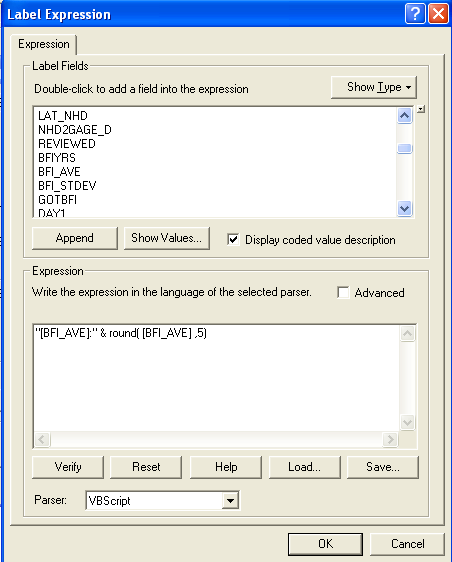 Label Expression
Expression
Label Fields
Double-click to add a field into the expression
Show Type
LAT_NHD
NHD2GAGE_D
REVIEWED
BFIYRS
BFI_AVE
BFI_STDEV
GOTBFI
DAY1
Append
Show Values...
Display coded value description
Expression
Write the expression in the language of the selected parser.
Advanced
"[BFI_AVE]:" & round( [BFI_AVE] ,5)
Verify
Reset
Help
Load...
Save...
Parser:
VBScript
OK
Cancel